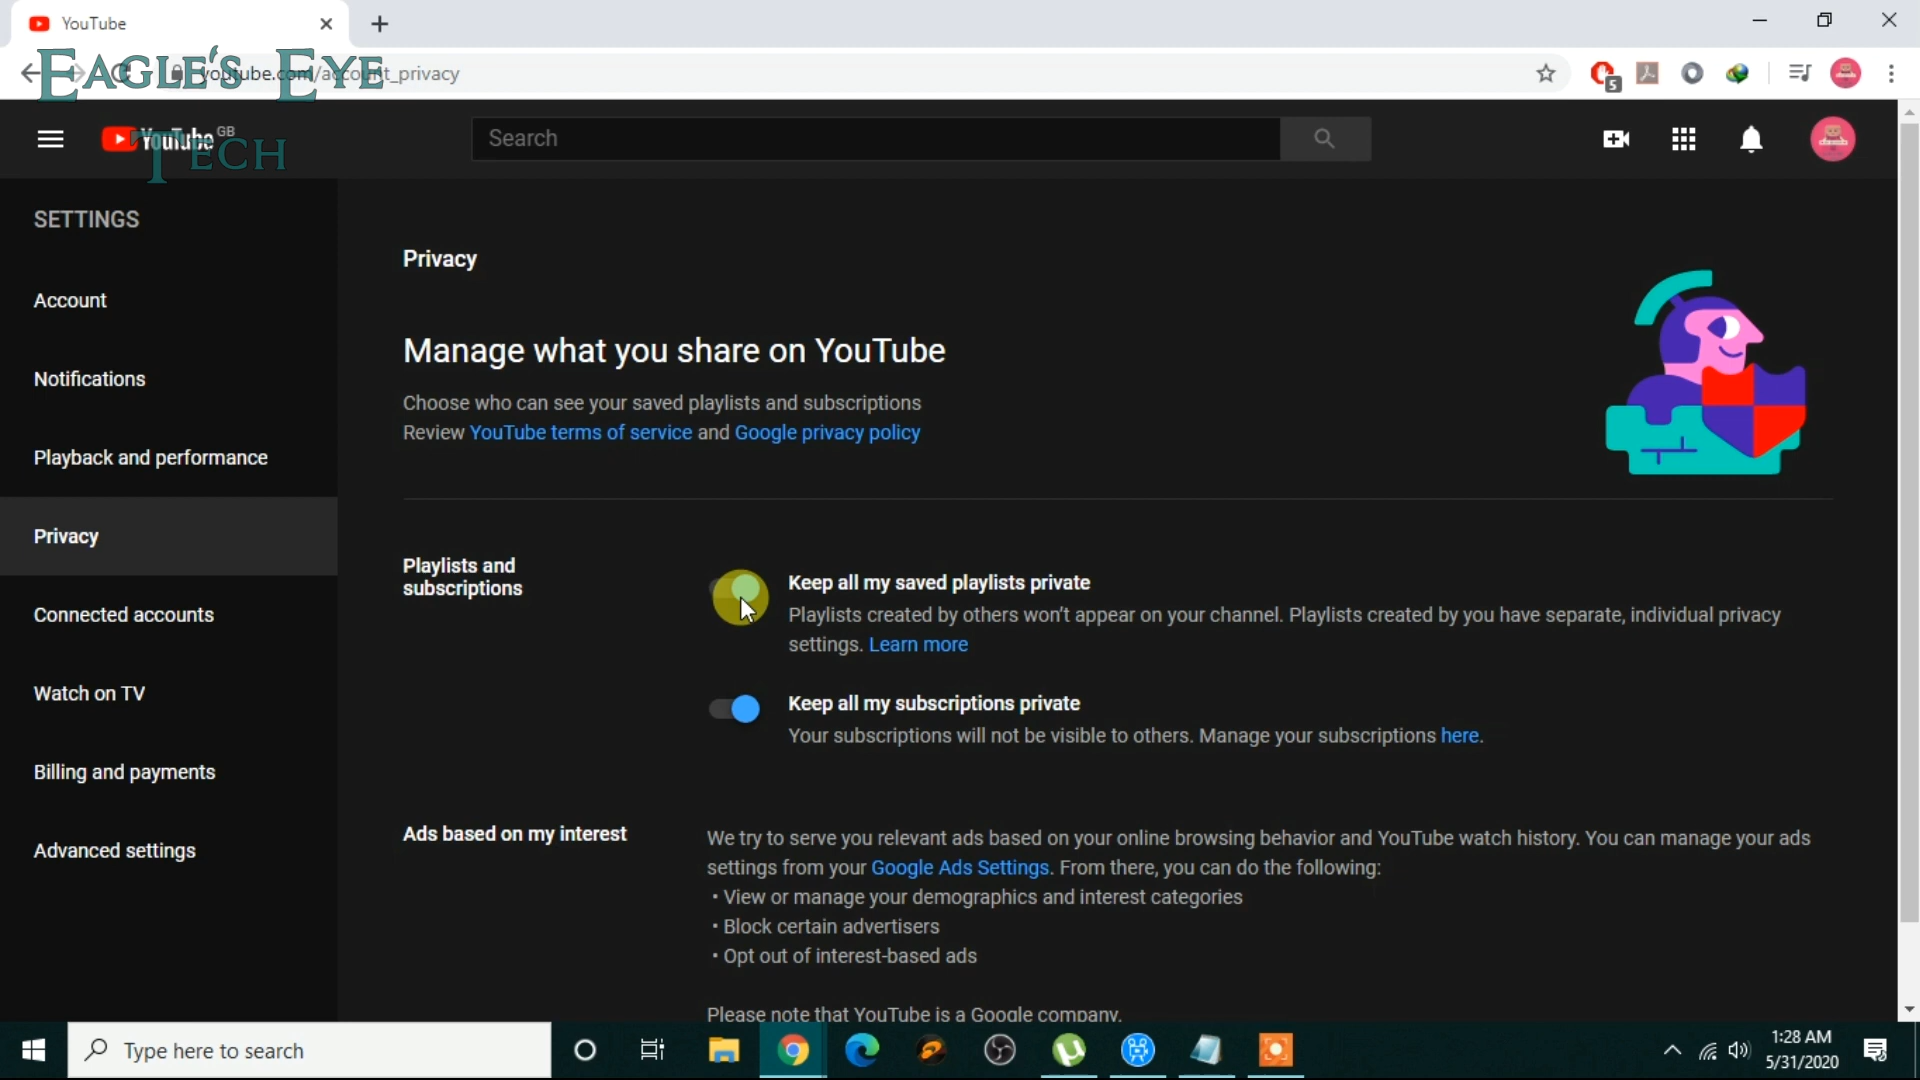 YouTube
EAGLE'S EYE
youtube.com/account_privacy
5
YouTube GB
TECH
Search
SETTINGS
Account
Notifications
Playback and performance
Privacy
Connected accounts
Watch on TV
Billing and payments
Advanced settings
Privacy
Manage what you share on YouTube
Choose who can see your saved playlists and subscriptions
Review YouTube terms of service and Google privacy policy
Playlists and
subscriptions
Keep all my saved playlists private
Playlists created by others won't appear on your channel. Playlists created by you have separate, individual privacy
settings. Learn more
Keep all my subscriptions private
Your subscriptions will not be visible to others. Manage your subscriptions here.
Ads based on my interest
We try to serve you relevant ads based on your online browsing behavior and YouTube watch history. You can manage your ads
settings from your Google Ads Settings. From there, you can do the following:
• View or manage your demographics and interest categories
• Block certain advertisers
• Opt out of interest-based ads
Please note that YouTube is a Google company.
Type here to search
1:28 AM
5/31/2020